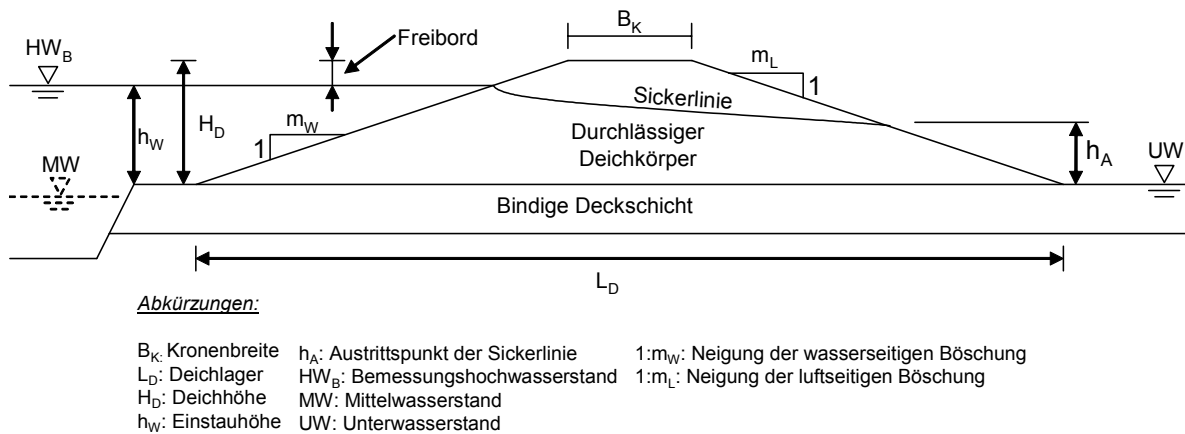 B_K
Freibord
HW_B
m_L
1
Sickerlinie
H_D
h_W
m_W
1
Durchlässiger
Deichkörper
h_A
UW
MW
Bindige Deckschicht
L_D
Abkürzungen:
B_K: Kronenbreite h_A: Austrittspunkt der Sickerlinie 1:m_W: Neigung der wasserseitigen Böschung
L_D: Deichlager HW_B: Bemessungshochwasserstand 1:m_L: Neigung der luftseitigen Böschung
H_D: Deichhöhe MW: Mittelwasserstand
h_W: Einstauhöhe UW: Unterwasserstand